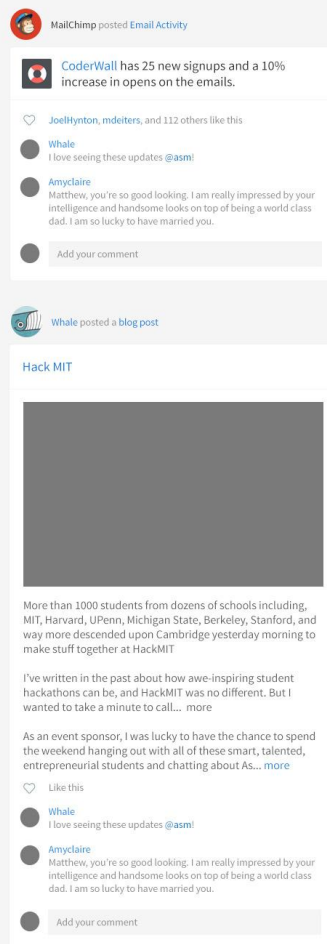 MailChimp posted Email Activity
CoderWall has 25 new signups and a 10%
increase in opens on the emails.
JoelHynton, mdeiters, and 112 others like this
Whale
I love seeing these updates @asm!
Amyclaire
Matthew, you're so good looking. I am really impressed by your
intelligence and handsome looks on top of being a world class
dad. I am so lucky to have married you.
Add your comment
Whale posted a blog post
Hack MIT
More than 1000 students from dozens of schools including,
MIT, Harvard, UPenn, Michigan State, Berkeley, Stanford, and
way more descended upon Cambridge yesterday morning to
make stuff together at HackMIT
I've written in the past about how awe-inspiring student
hackathons can be, and HackMIT was no different. But I
wanted to take a minute to call... more
As an event sponsor, I was lucky to have the chance to spend
the weekend hanging out with all of these smart, talented,
entrepreneurial students and chatting about As... more
Like this
Whale
I love seeing these updates @asm!
Amyclaire
Matthew, you're so good looking. I am really impressed by your
intelligence and handsome looks on top of being a world class
dad. I am so lucky to have married you.
Add your comment